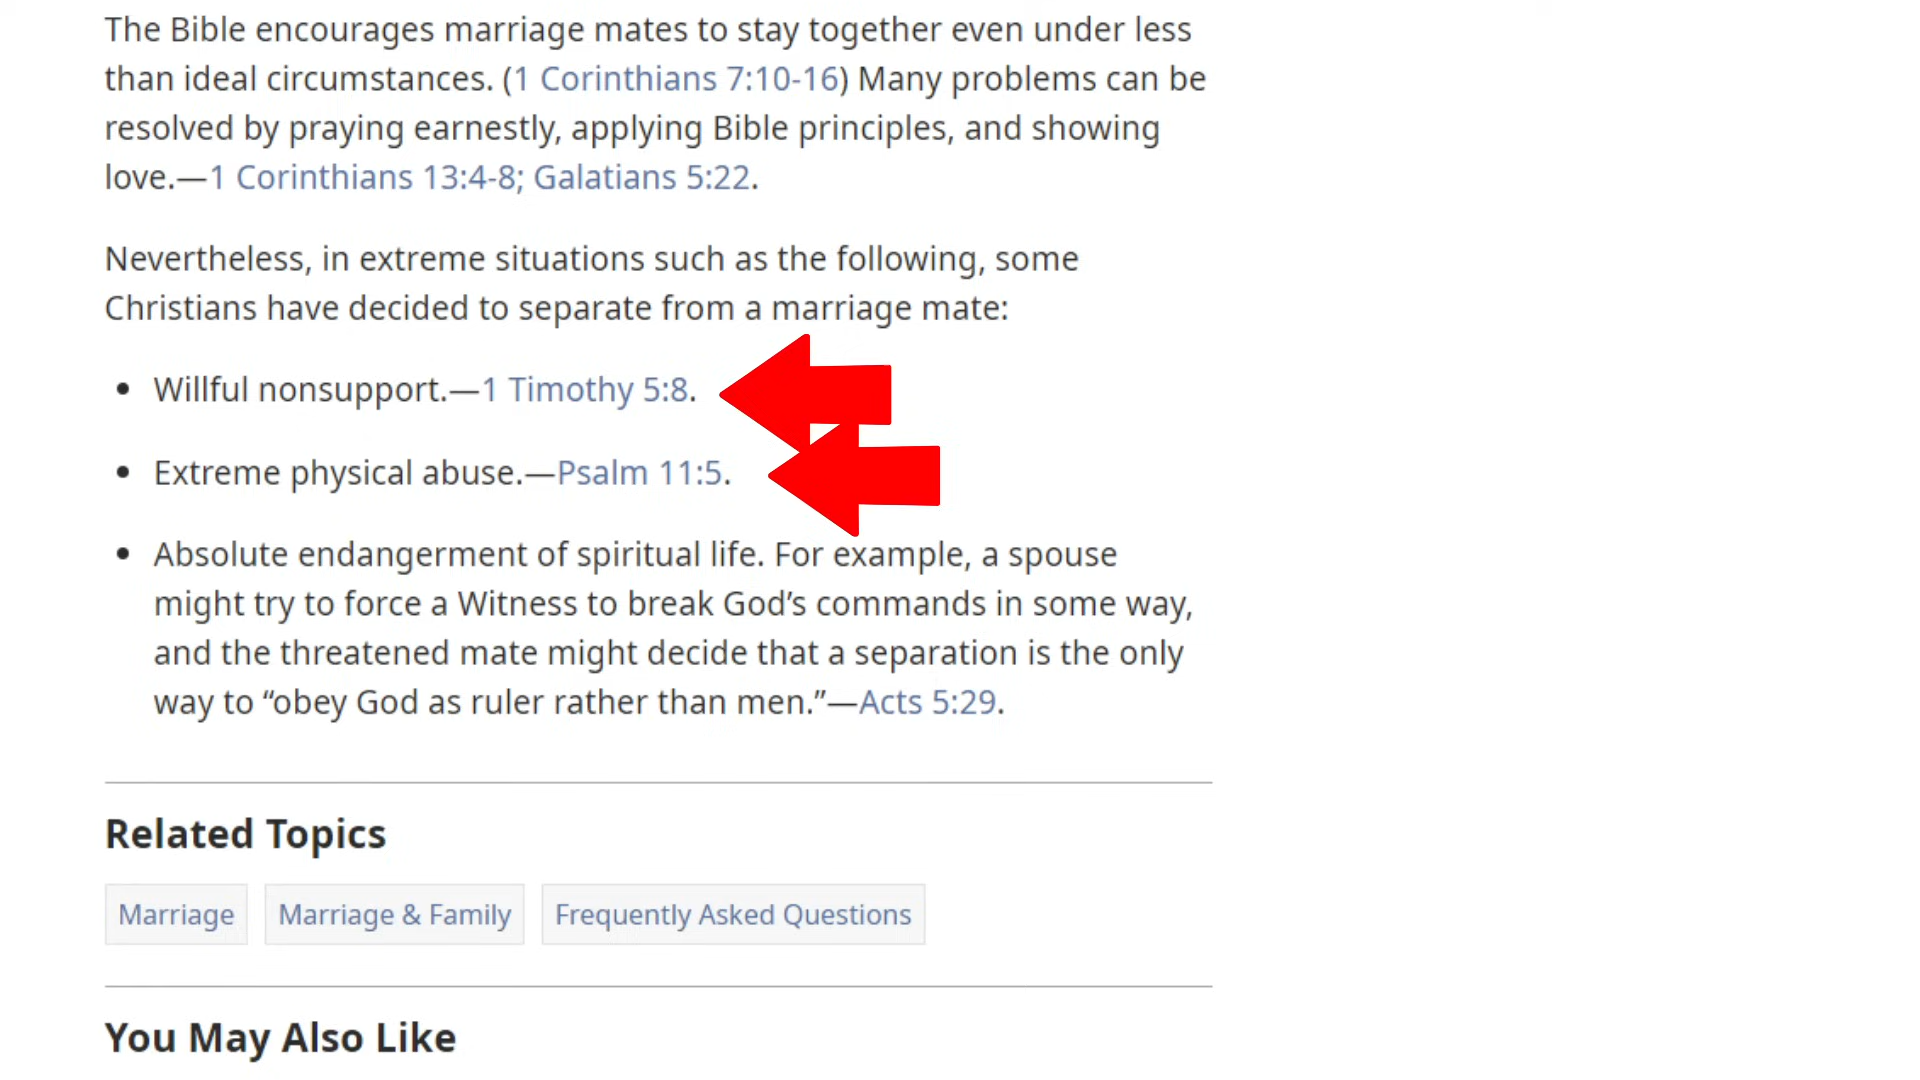 The Bible encourages marriage mates to stay together even under less
than ideal circumstances. (1 Corinthians 7:10-16) Many problems can be
resolved by praying earnestly, applying Bible principles, and showing
love.—1 Corinthians 13:4-8; Galatians 5:22.
Nevertheless, in extreme situations such as the following, some
Christians have decided to separate from a marriage mate:
• Willful nonsupport.—1 Timothy 5:8.
• Extreme physical abuse.—Psalm 11:5.
• Absolute endangerment of spiritual life. For example, a spouse
might try to force a Witness to break God’s commands in some way,
and the threatened mate might decide that a separation is the only
way to “obey God as ruler rather than men.”—Acts 5:29.
Related Topics
Marriage Marriage & Family Frequently Asked Questions
You May Also Like